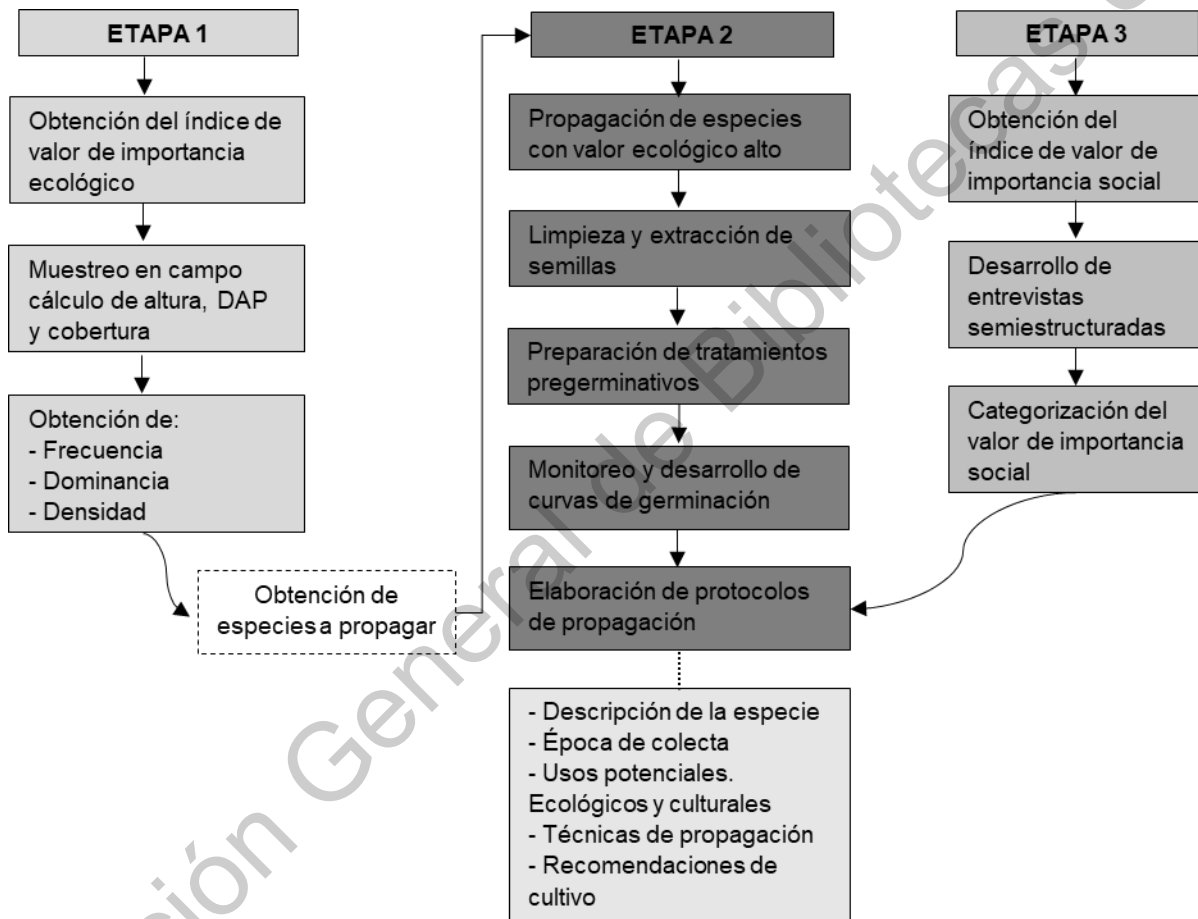 ETAPA 1
Obtención del índice de
valor de importancia
ecológico
Muestreo en campo
cálculo de altura, DAP
y cobertura
Obtención de:
- Frecuencia
- Dominancia
- Densidad
Obtención de
especies a propagar
ETAPA 2
Propagación de especies
con valor ecológico alto
Limpieza y extracción de
semillas
Preparación de tratamientos
pregerminativos
Monitoreo y desarrollo de
curvas de germinación
Elaboración de protocolos
de propagación
- Descripción de la especie
- Época de colecta
- Usos potenciales.
Ecológicos y culturales
- Técnicas de propagación
- Recomendaciones de
cultivo
ETAPA 3
Obtención del
índice de valor de
importancia social
Desarrollo de
entrevistas
semiestructuradas
Categorización del
valor de importancia
social
ción General de Bibliotecas